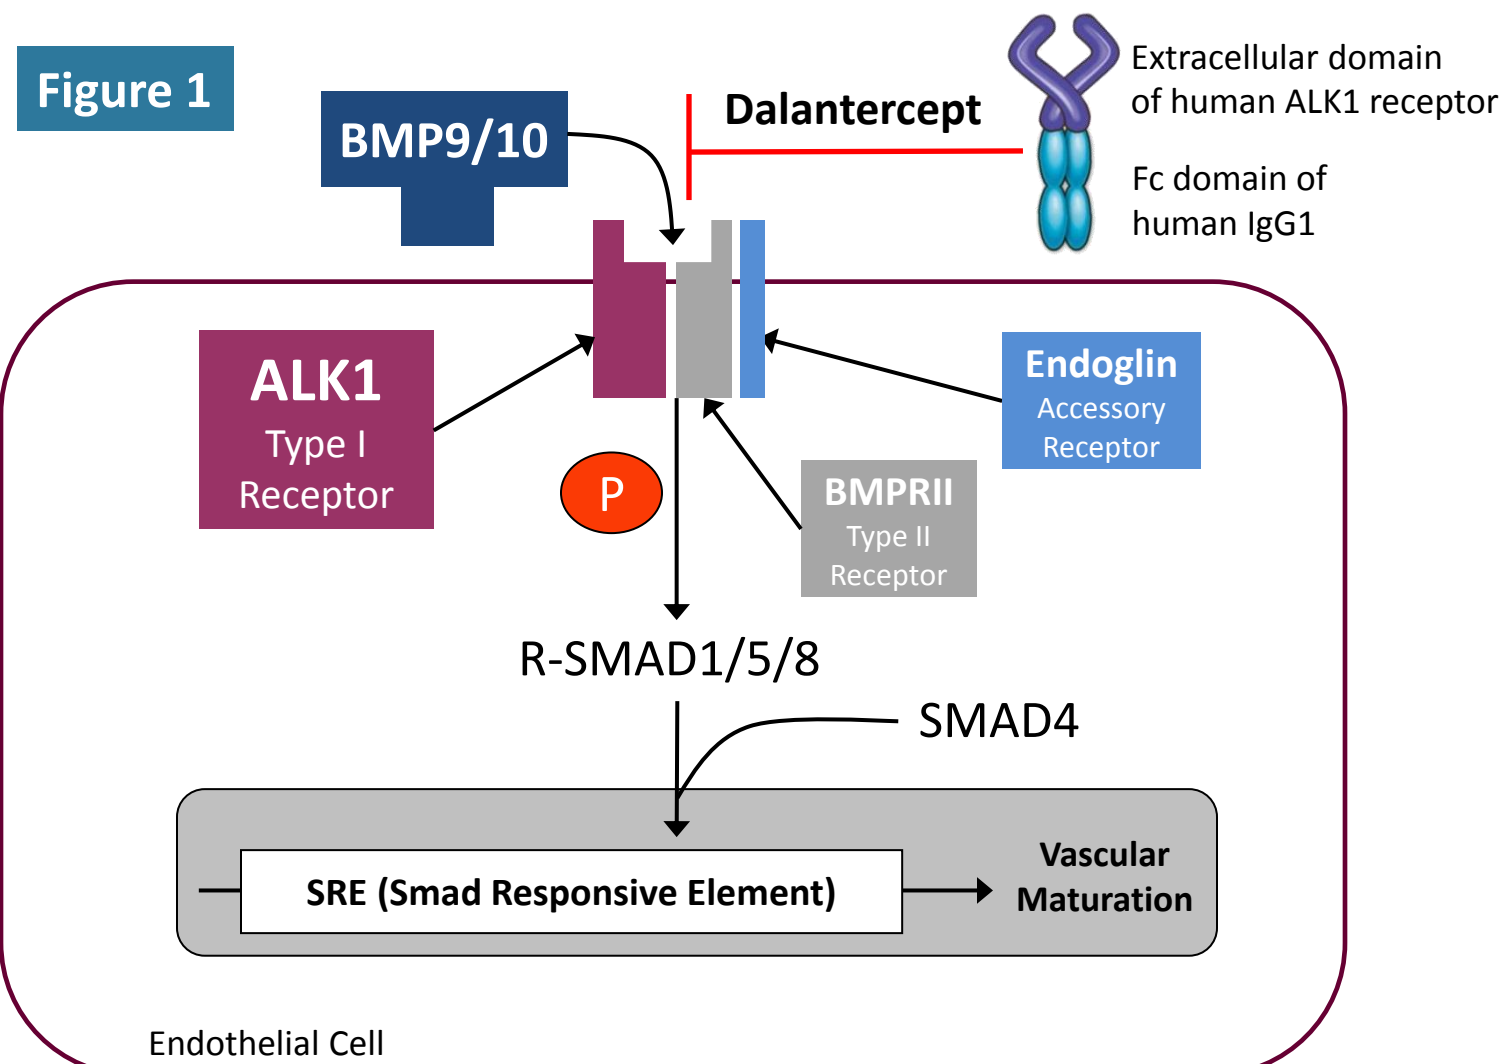 Figure 1
BMP9/10
Dalantercept
Extracellular domain
of human ALK1 receptor
Fc domain of
human IgG1
ALK1
Type I
Receptor
Endoglin
Accessory
Receptor
P
BMPRII
Type II
Receptor
R-SMAD1/5/8
SMAD4
SRE (Smad Responsive Element)
Vascular
Maturation
Endothelial Cell